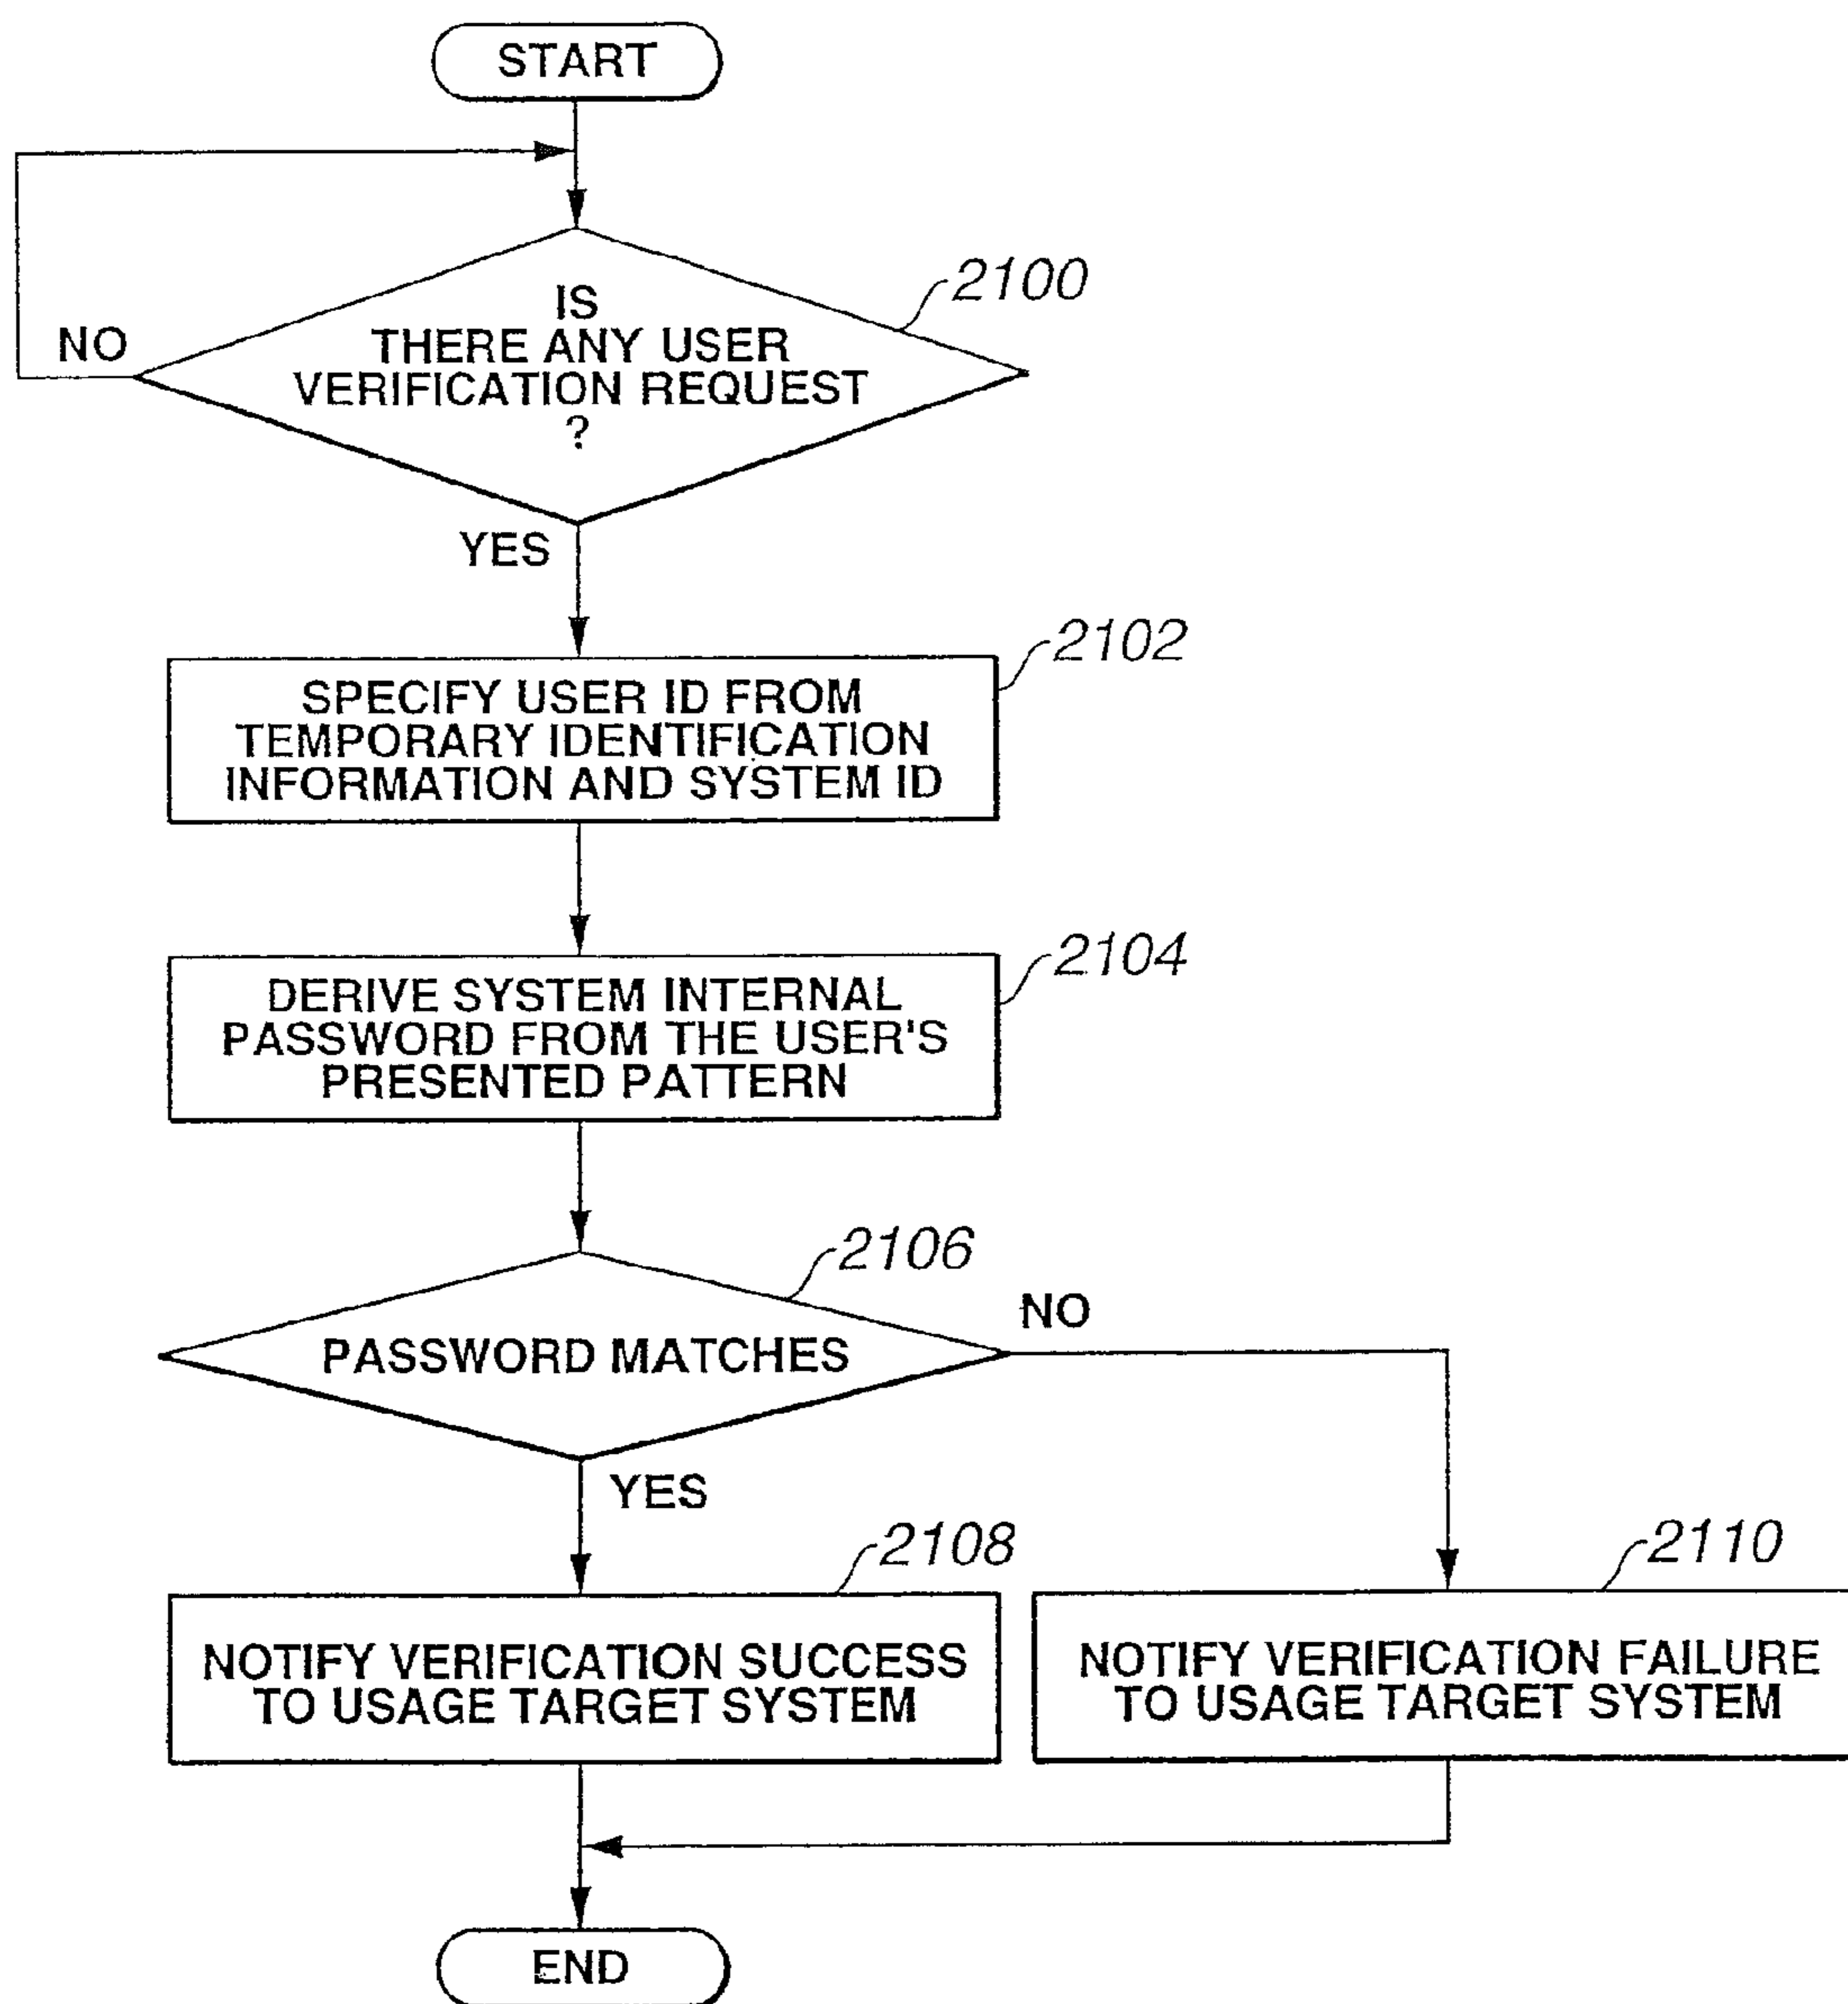 START
2100
IS
THERE ANY USER
VERIFICATION REQUEST
?
NO
YES
2102
SPECIFY USER ID FROM
TEMPORARY IDENTIFICATION
INFORMATION AND SYSTEM ID
2104
DERIVE SYSTEM INTERNAL
PASSWORD FROM THE USER'S
PRESENTED PATTERN
2106
NO
PASSWORD MATCHES
YES
2108
NOTIFY VERIFICATION SUCCESS
TO USAGE TARGET SYSTEM
2110
NOTIFY VERIFICATION FAILURE
TO USAGE TARGET SYSTEM
END